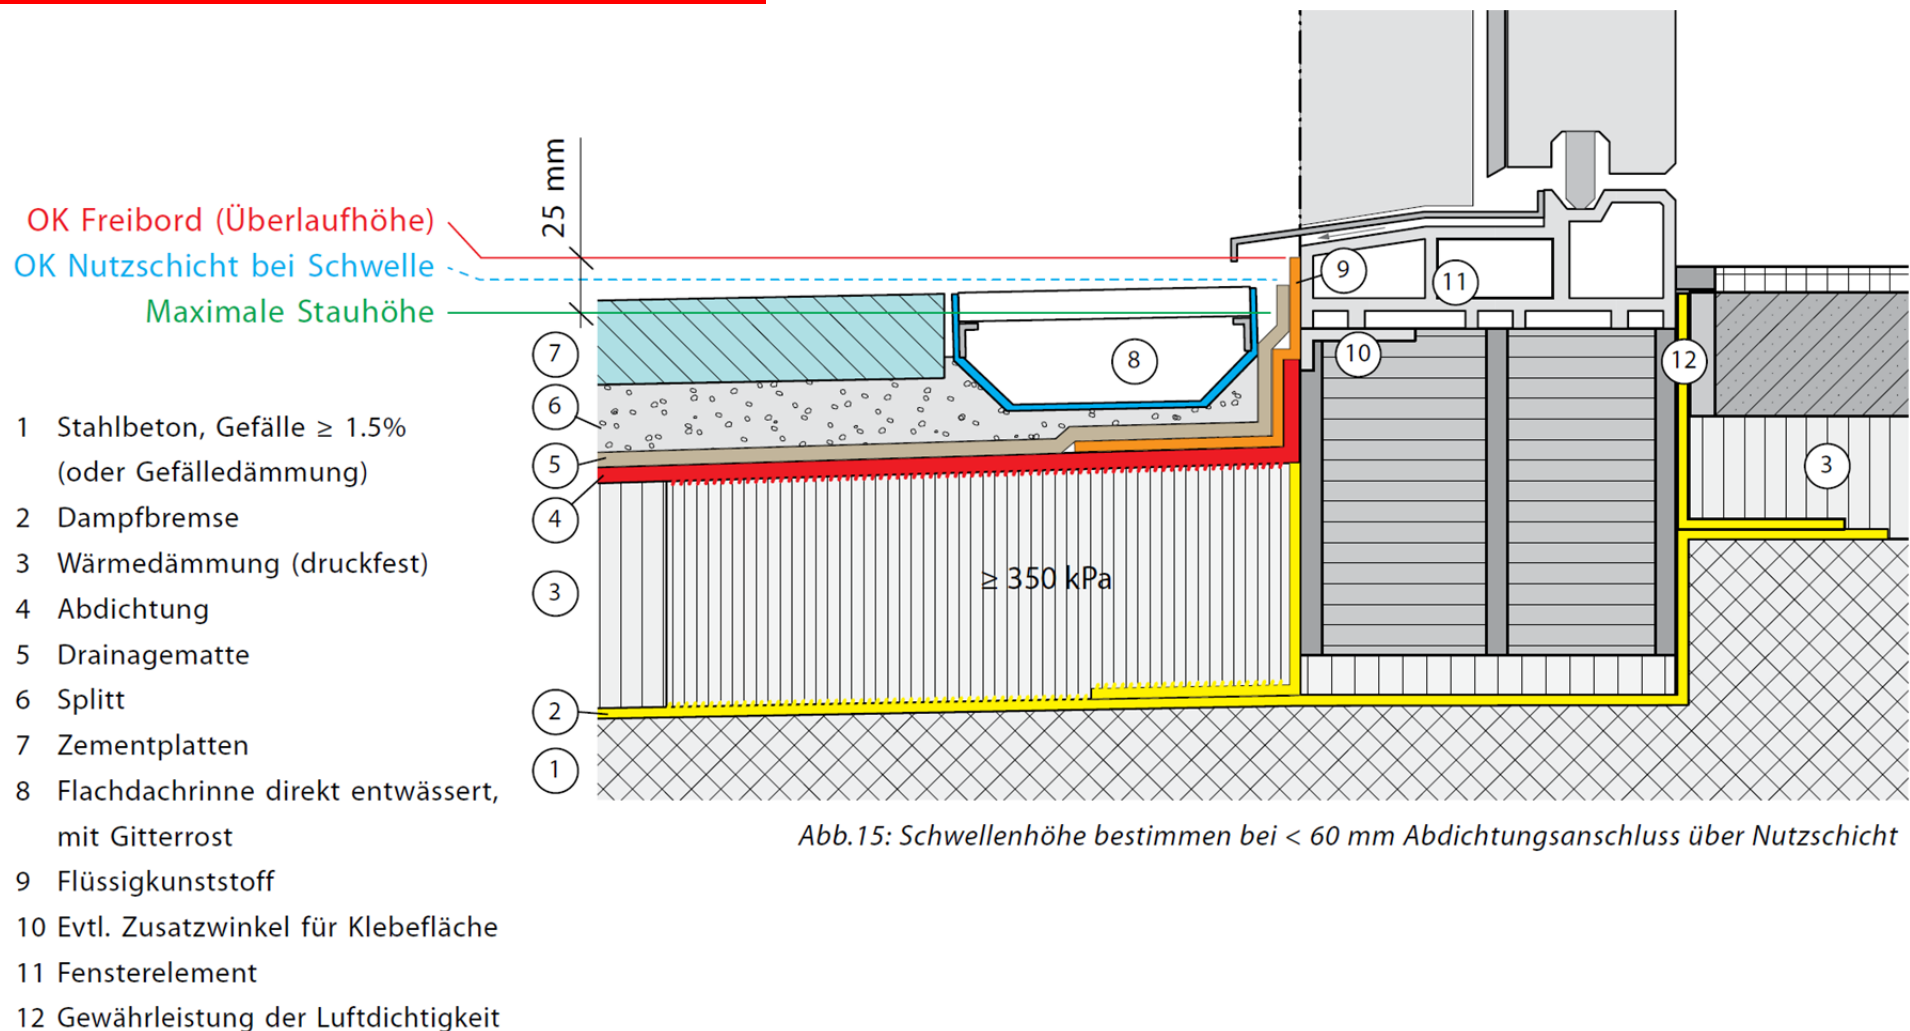 25 mm
OK Freibord (Überlaufhöhe)
OK Nutzschicht bei Schwelle
Maximale Stauhöhe
9
11
7
8
10
12
6
5
3
4
≥ 350 kPa
3
2
1
1 Stahlbeton, Gefälle ≥ 1.5%
(oder Gefälledämmung)
2 Dampfbremse
3 Wärmedämmung (druckfest)
4 Abdichtung
5 Drainagematte
6 Splitt
7 Zementplatten
8 Flachdachrinne direkt entwässert,
mit Gitterrost
9 Flüssigkunststoff
10 Evtl. Zusatzwinkel für Klebefläche
11 Fensterelement
12 Gewährleistung der Luftdichtigkeit
Abb.15: Schwellenhöhe bestimmen bei < 60 mm Abdichtungsanschluss über Nutzschicht